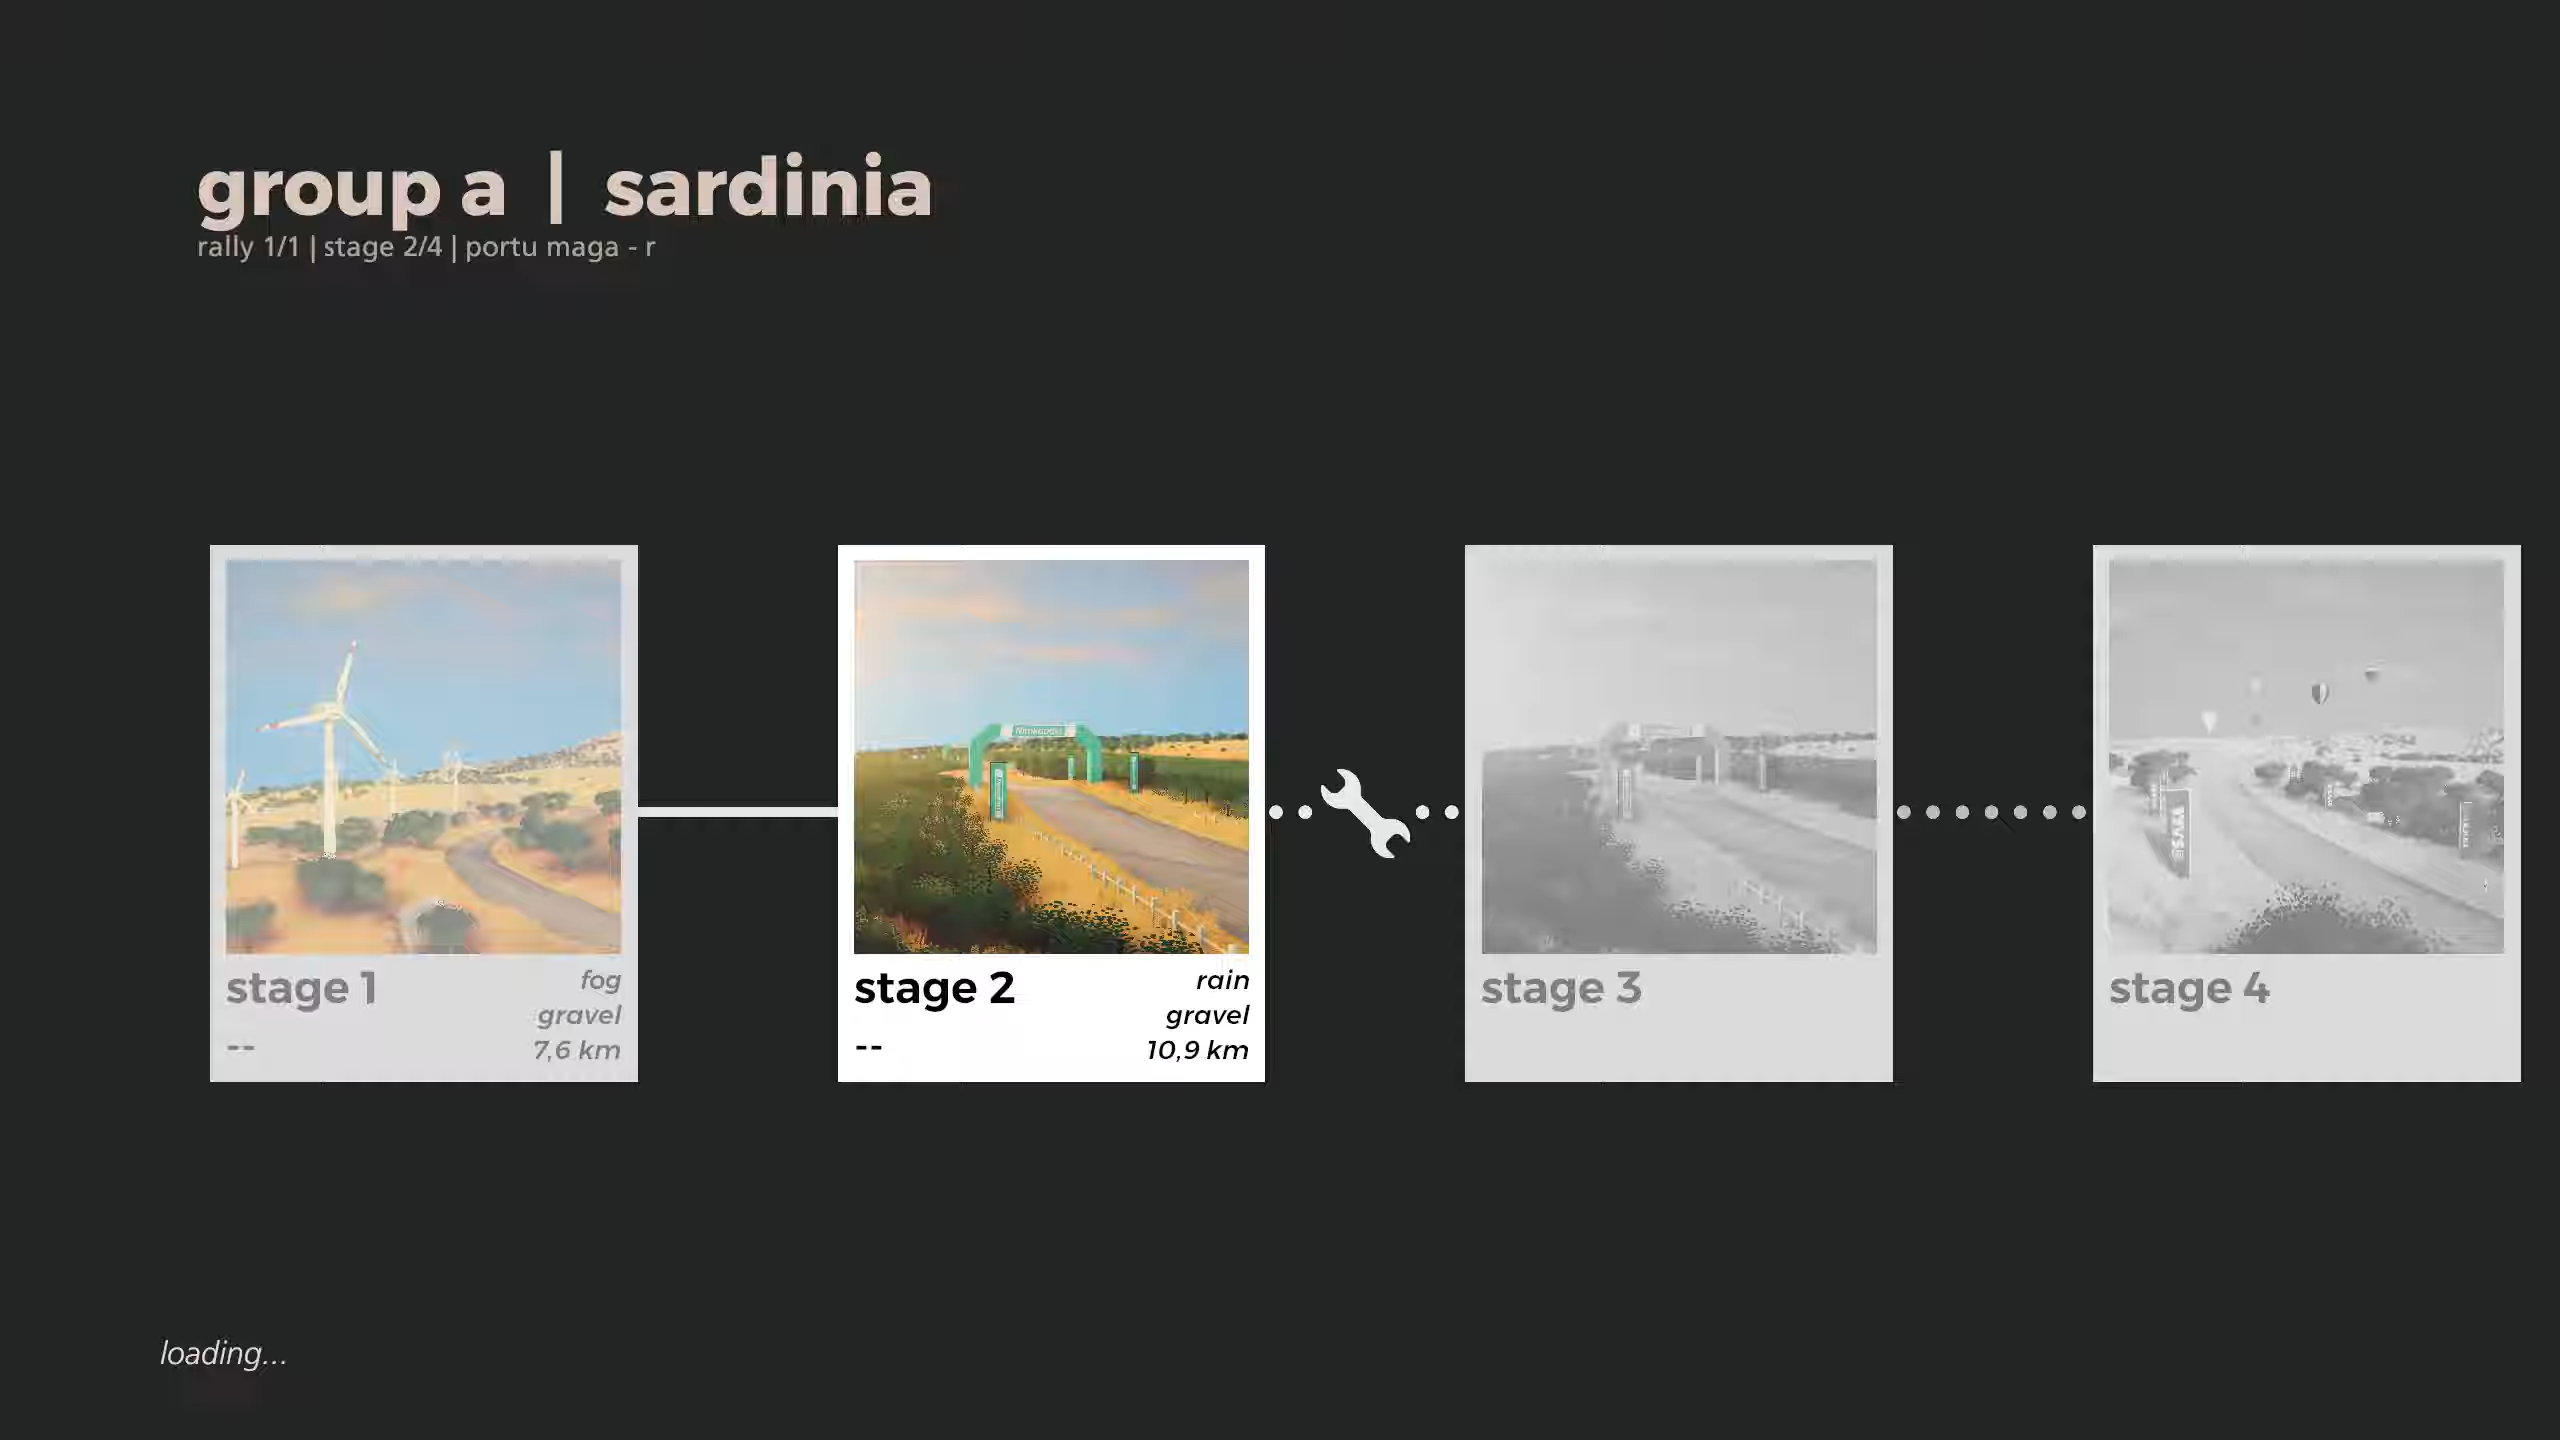 group a | sardinia
rally 1/1 | stage 2/4 | portu maga - r
stage 1
fog
gravel
--
7,6 km
stage 2
rain
gravel
--
10,9 km
stage 3
stage 4
loading...